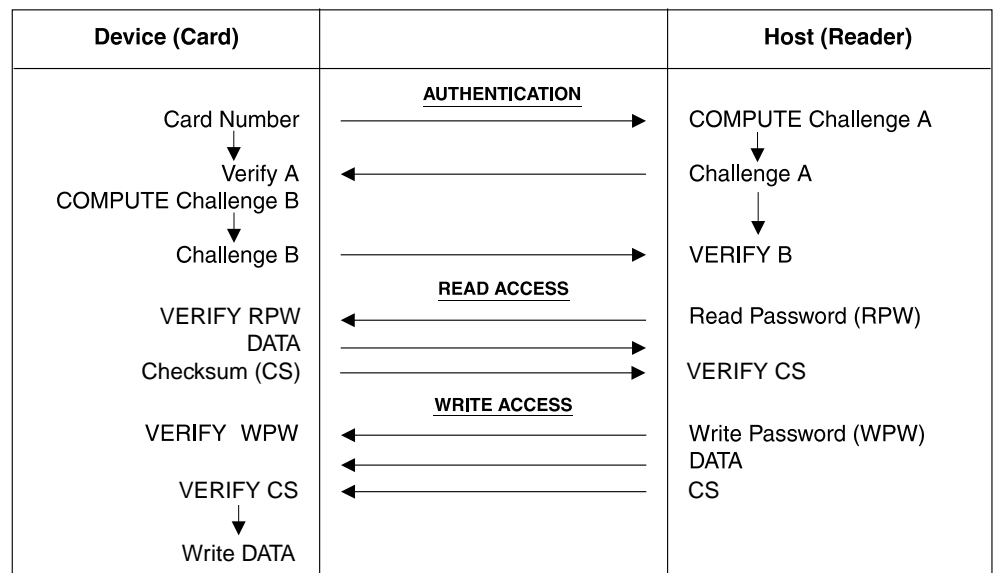 Device (Card) Host (Reader)
AUTHENTICATION
Card Number COMPUTE Challenge A
Verify A Challenge A
COMPUTE Challenge B
Challenge B VERIFY B
READ ACCESS
VERIFY RPW Read Password (RPW)
DATA
Checksum (CS) VERIFY CS
WRITE ACCESS
VERIFY WPW Write Password (WPW)
DATA
VERIFY CS CS
Write DATA